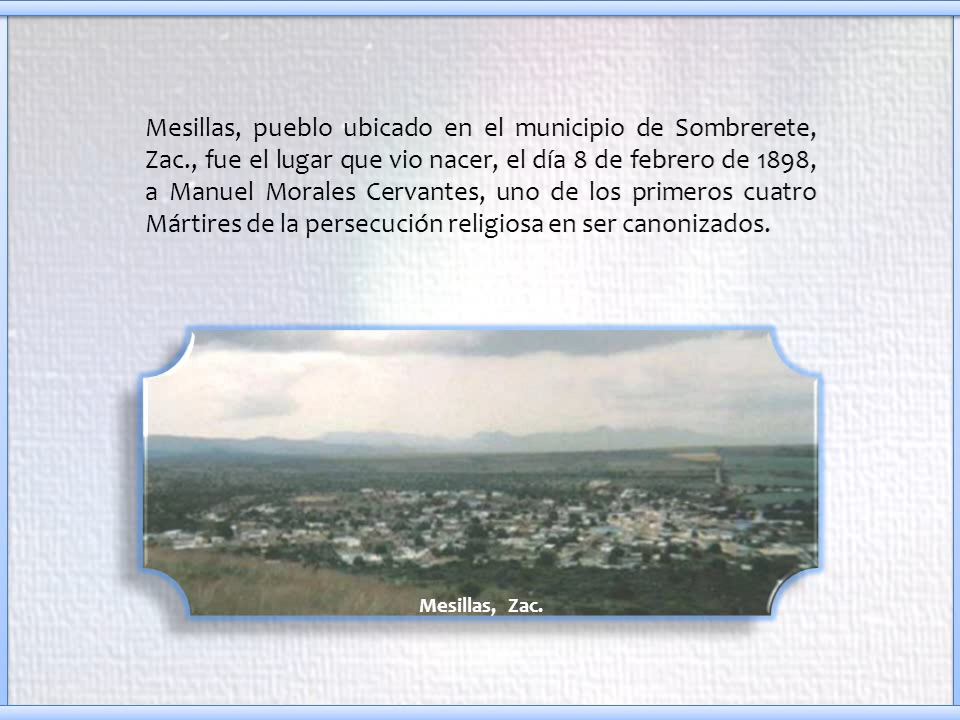 Mesillas, pueblo ubicado en el municipio de Sombrerete,
Zac., fue el lugar que vio nacer, el día 8 de febrero de 1898,
a Manuel Morales Cervantes, uno de los primeros cuatro
Mártires de la persecución religiosa en ser canonizados.
Mesillas, Zac.